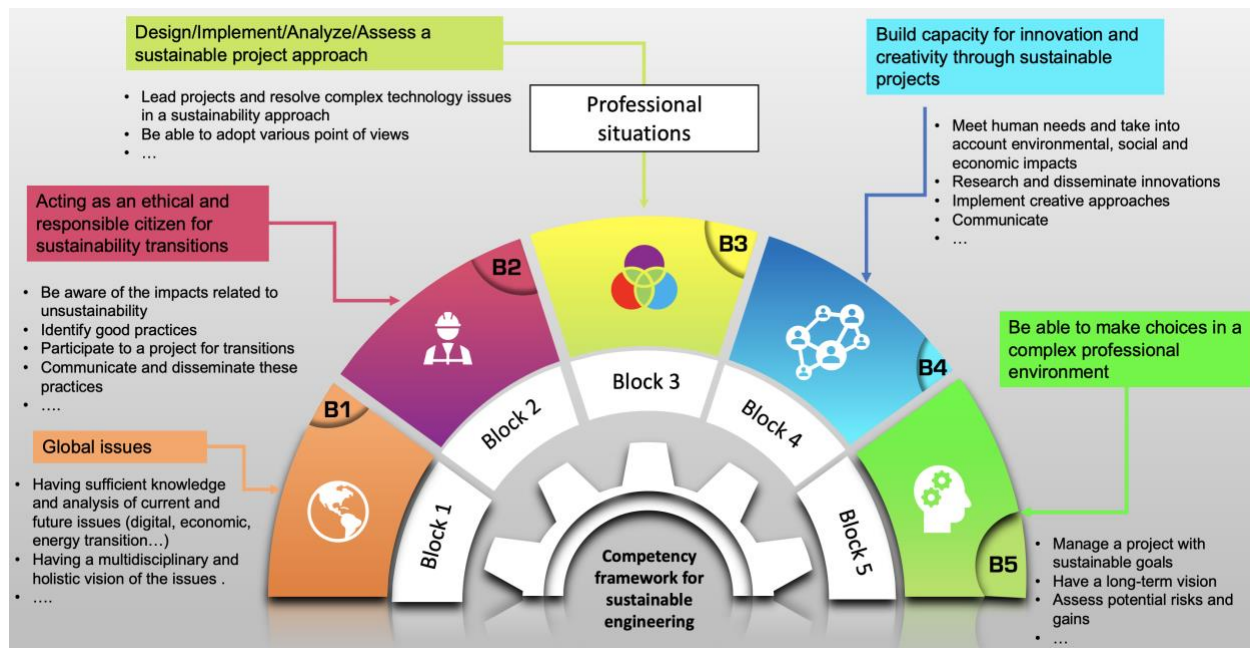 Design/Implement/Analyze/Assess a
sustainable project approach
• Lead projects and resolve complex technology issues
in a sustainability approach
• Be able to adopt various point of views
• …
Professional
situations
Build capacity for innovation and
creativity through sustainable
projects
• Meet human needs and take into
account environmental, social and
economic impacts
• Research and disseminate innovations
• Implement creative approaches
• Communicate
• …
Acting as an ethical and
responsible citizen for
sustainability transitions
• Be aware of the impacts related to
unsustainability
• Identify good practices
• Participate to a project for transitions
• Communicate and disseminate these
practices
• ….
Be able to make choices in a
complex professional
environment
• Manage a project with
sustainable goals
• Have a long-term vision
• Assess potential risks and
gains
• …
Global issues
• Having sufficient knowledge
and analysis of current and
future issues (digital, economic,
energy transition…)
• Having a multidisciplinary and
holistic vision of the issues .
• ….
B1
B2
B3
B4
B5
Block 1
Block 2
Block 3
Block 4
Block 5
Competency
framework for
sustainable
engineering